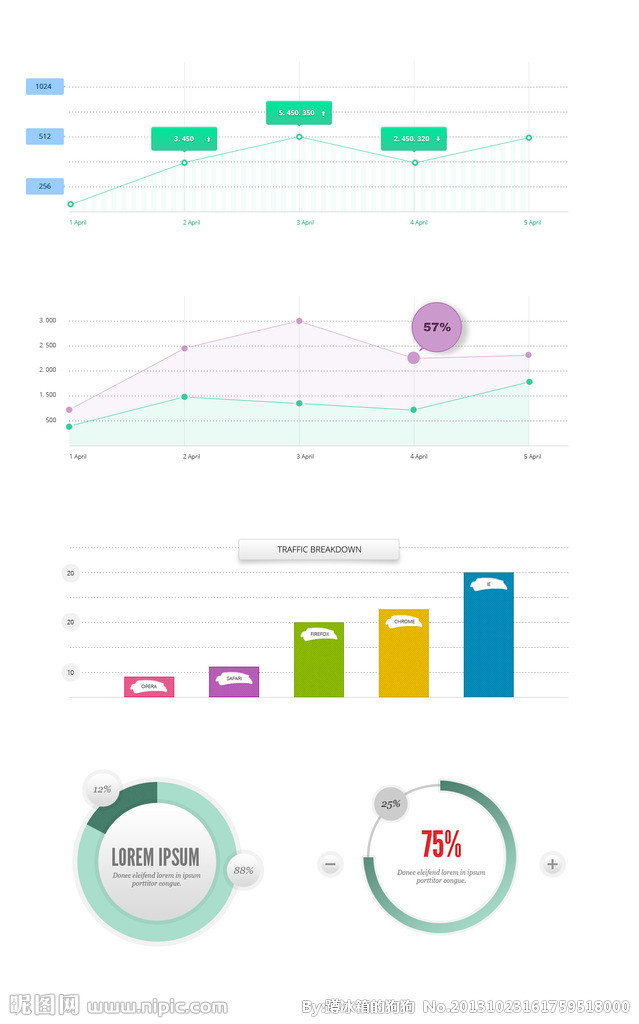 1024
5. 450. 350
3. 450
512
2. 450. 320
256
1 April
2 April
3 April
4 April
5 April
3. 000
57%
2 500
2 000
1 500
500
1 April
2 April
3 April
4 April
5 April
TRAFFIC BREAKDOWN
20
IE
20
CHROME
FIREFOX
10
SAFARI
OPERA
12%
LOREM IPSUM
Donec eleifend lorem in ipsum
porttitor congue.
88%
25%
75%
Donec eleifend lorem in ipsum
porttitor congue.
昵图网 www.nipic.com
By:蹭冰箱的狗狗 No.20131023161759518000